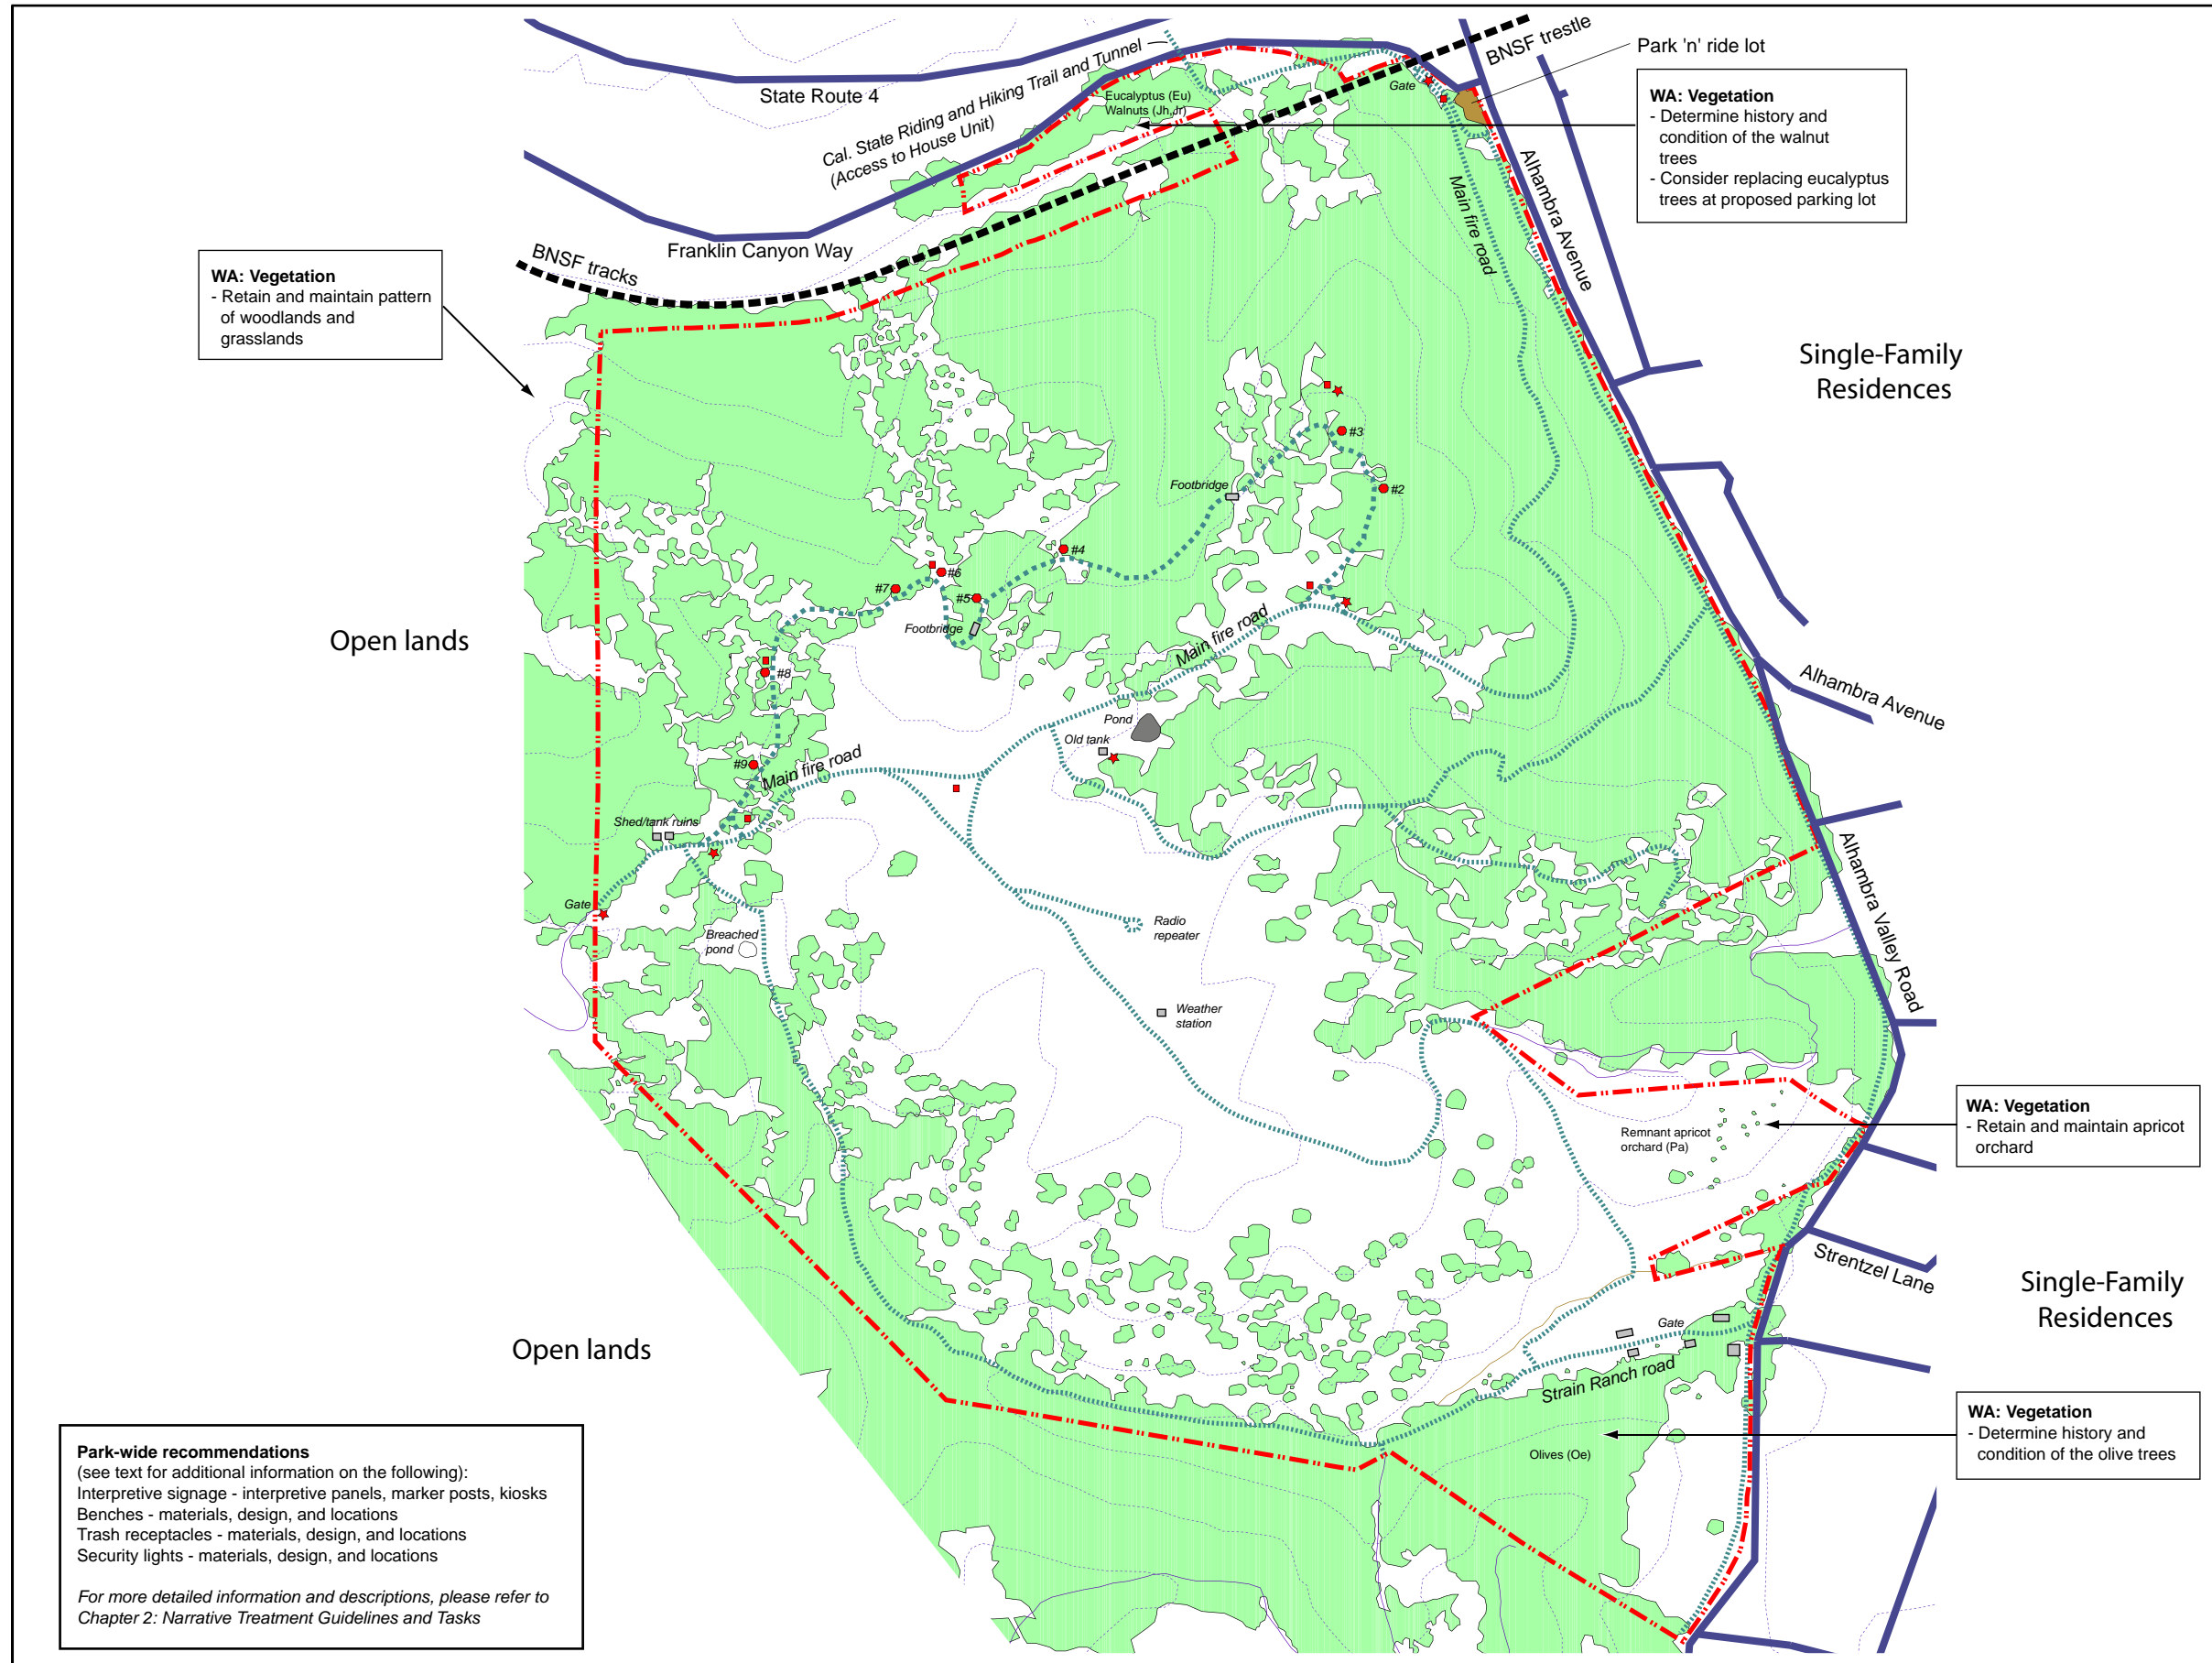 BNSF trestle
Park 'n' ride lot
Cal. State Riding and Hiking Trail and Tunnel
(Access to House Unit)
State Route 4
Gate
Eucalyptus (Eu)
Walnuts (Jh,Jr)
WA: Vegetation
- Determine history and
condition of the walnut
trees
- Consider replacing eucalyptus
trees at proposed parking lot
Main fire road
Alhambra Avenue
Franklin Canyon Way
BNSF tracks
WA: Vegetation
- Retain and maintain pattern
of woodlands and
grasslands
Single-Family
Residences
#3
Footbridge
#2
#4
#6
#7
#5
Footbridge
Open lands
Main fire road
#8
Alhambra Avenue
Pond
Old tank
#9
Main fire road
Shed/tank ruins
Gate
Breached
pond
Radio
repeater
Alhambra Valley Road
Weather
station
WA: Vegetation
- Retain and maintain apricot
orchard
Remnant apricot
orchard (Pa)
Strentzel Lane
Single-Family
Residences
Gate
Open lands
Strain Ranch road
WA: Vegetation
- Determine history and
condition of the olive trees
Olives (Oe)
Park-wide recommendations
(see text for additional information on the following):
Interpretive signage - interpretive panels, marker posts, kiosks
Benches - materials, design, and locations
Trash receptacles - materials, design, and locations
Security lights - materials, design, and locations
For more detailed information and descriptions, please refer to
Chapter 2: Narrative Treatment Guidelines and Tasks